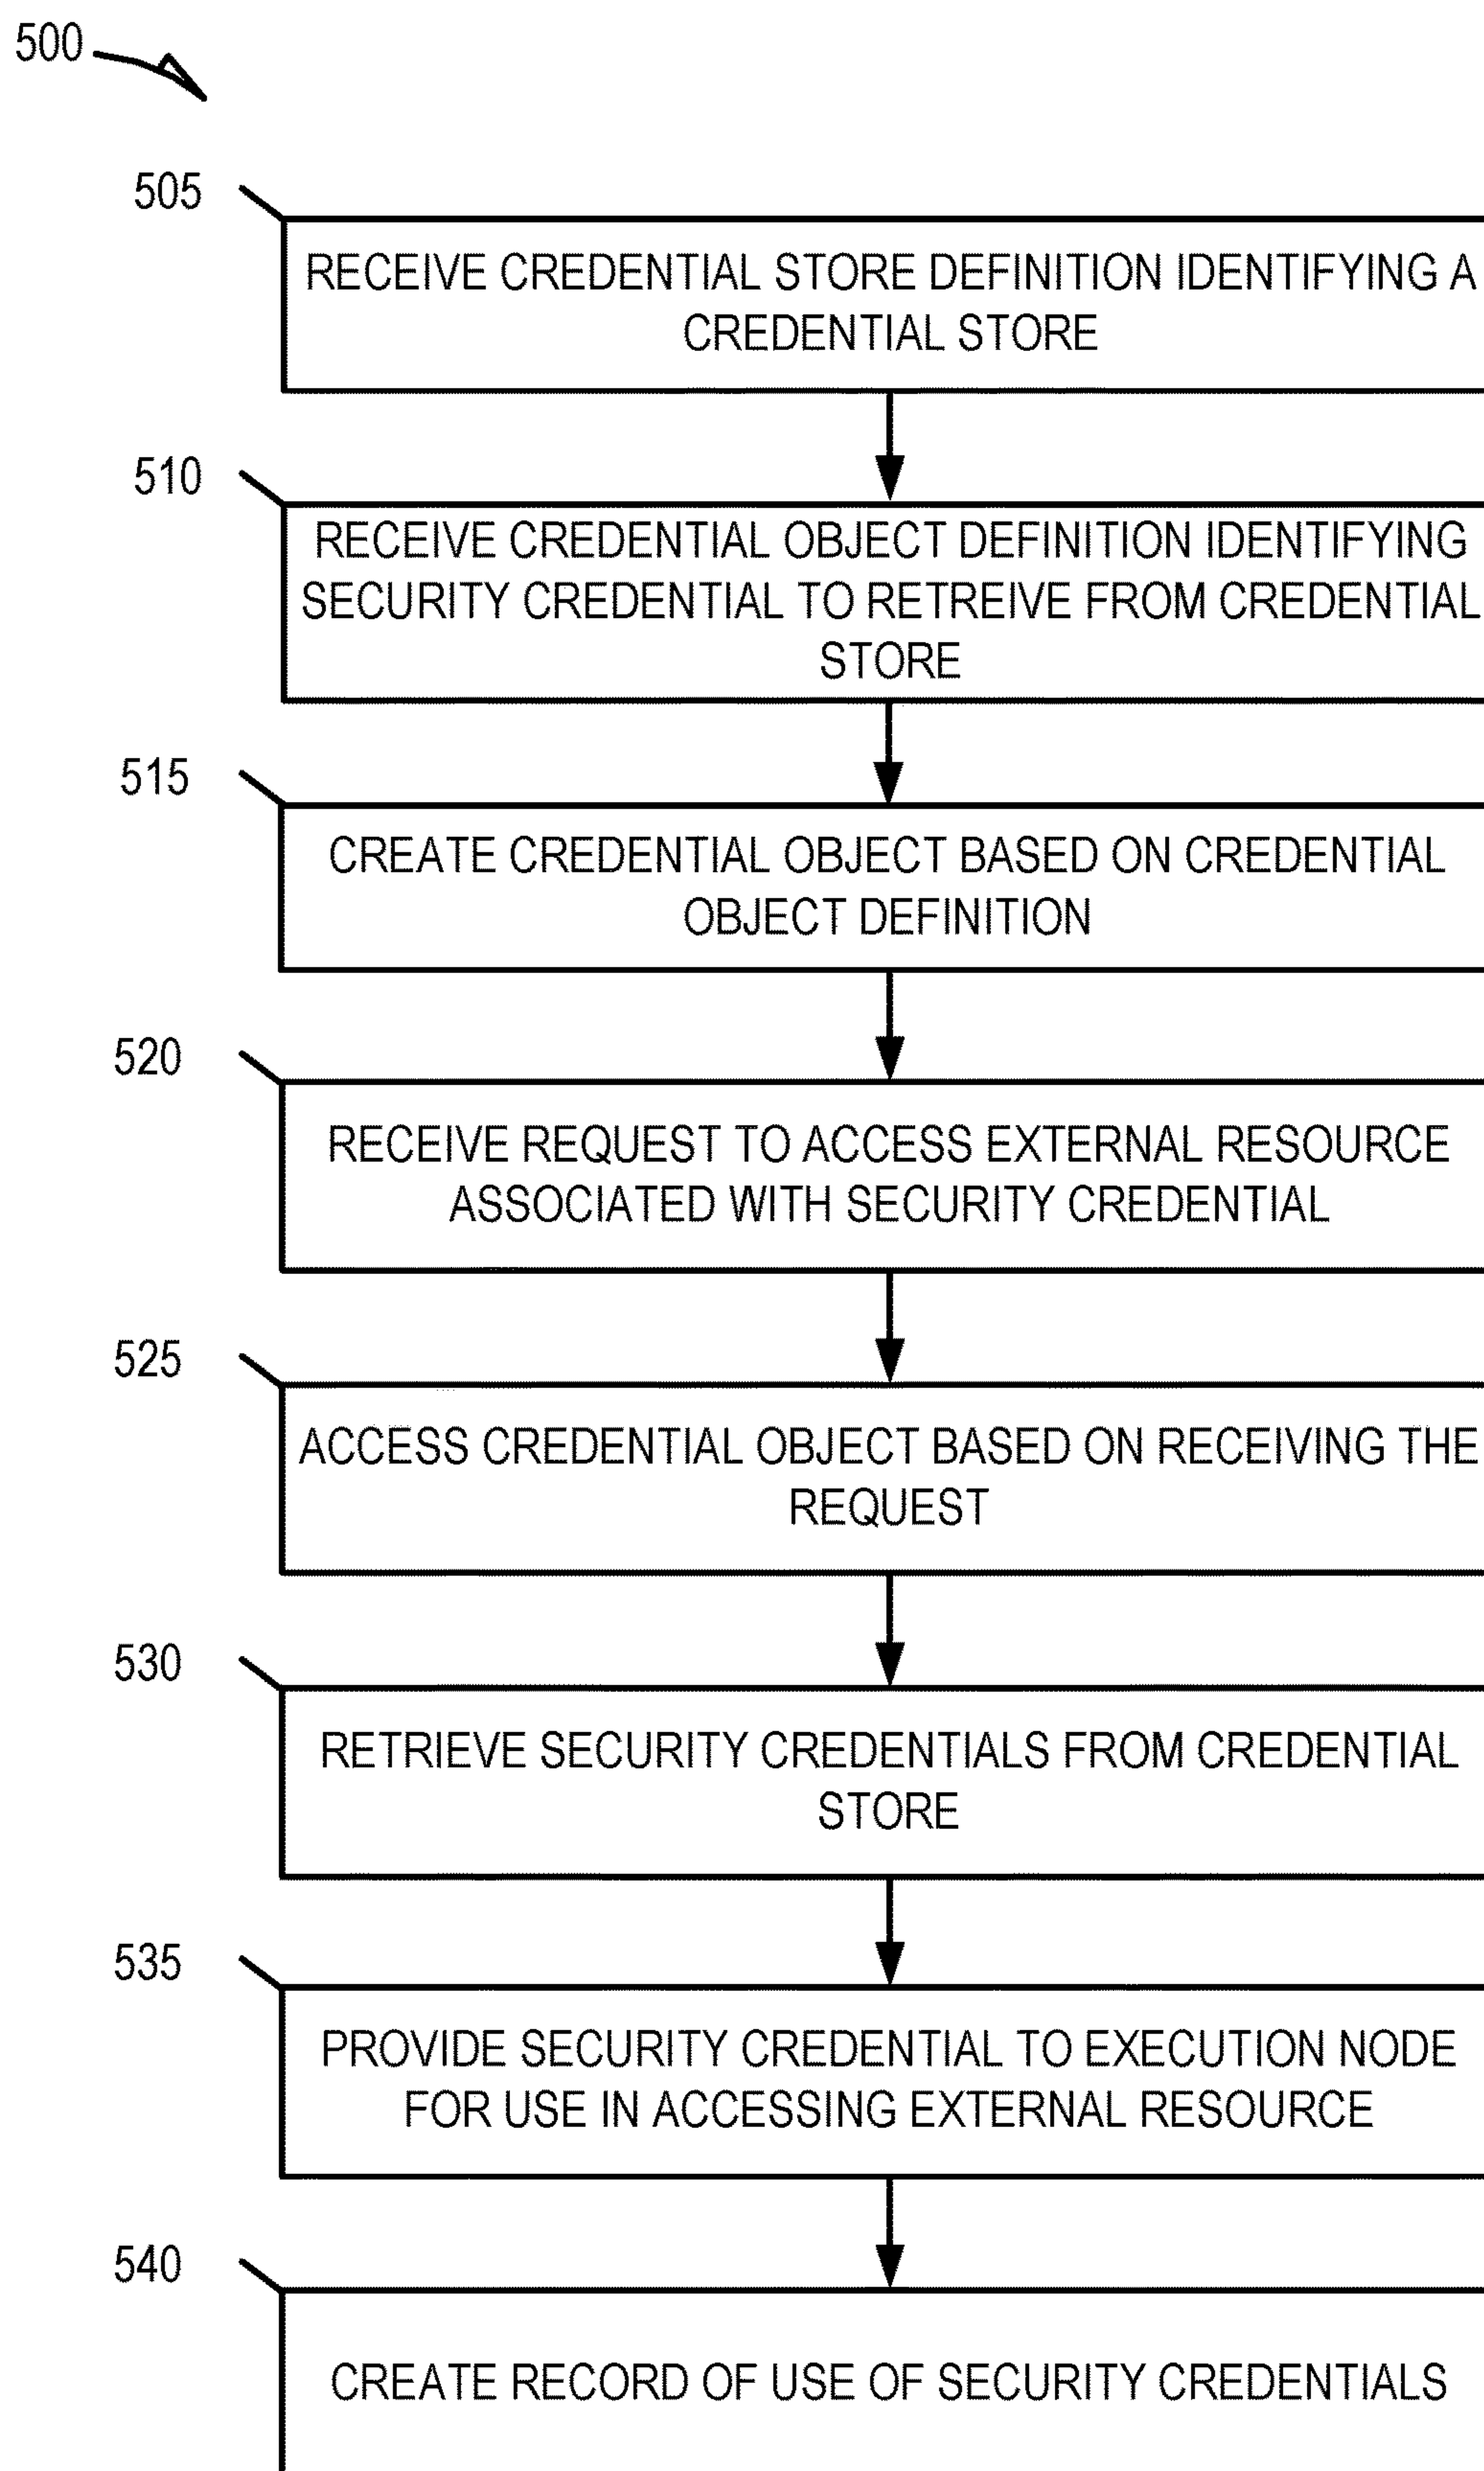 500
505
RECEIVE CREDENTIAL STORE DEFINITION IDENTIFYING A
CREDENTIAL STORE
510
RECEIVE CREDENTIAL OBJECT DEFINITION IDENTIFYING
SECURITY CREDENTIAL TO RETREIVE FROM CREDENTIAL
STORE
515
CREATE CREDENTIAL OBJECT BASED ON CREDENTIAL
OBJECT DEFINITION
520
RECEIVE REQUEST TO ACCESS EXTERNAL RESOURCE
ASSOCIATED WITH SECURITY CREDENTIAL
525
ACCESS CREDENTIAL OBJECT BASED ON RECEIVING THE
REQUEST
530
RETRIEVE SECURITY CREDENTIALS FROM CREDENTIAL
STORE
535
PROVIDE SECURITY CREDENTIAL TO EXECUTION NODE
FOR USE IN ACCESSING EXTERNAL RESOURCE
540
CREATE RECORD OF USE OF SECURITY CREDENTIALS